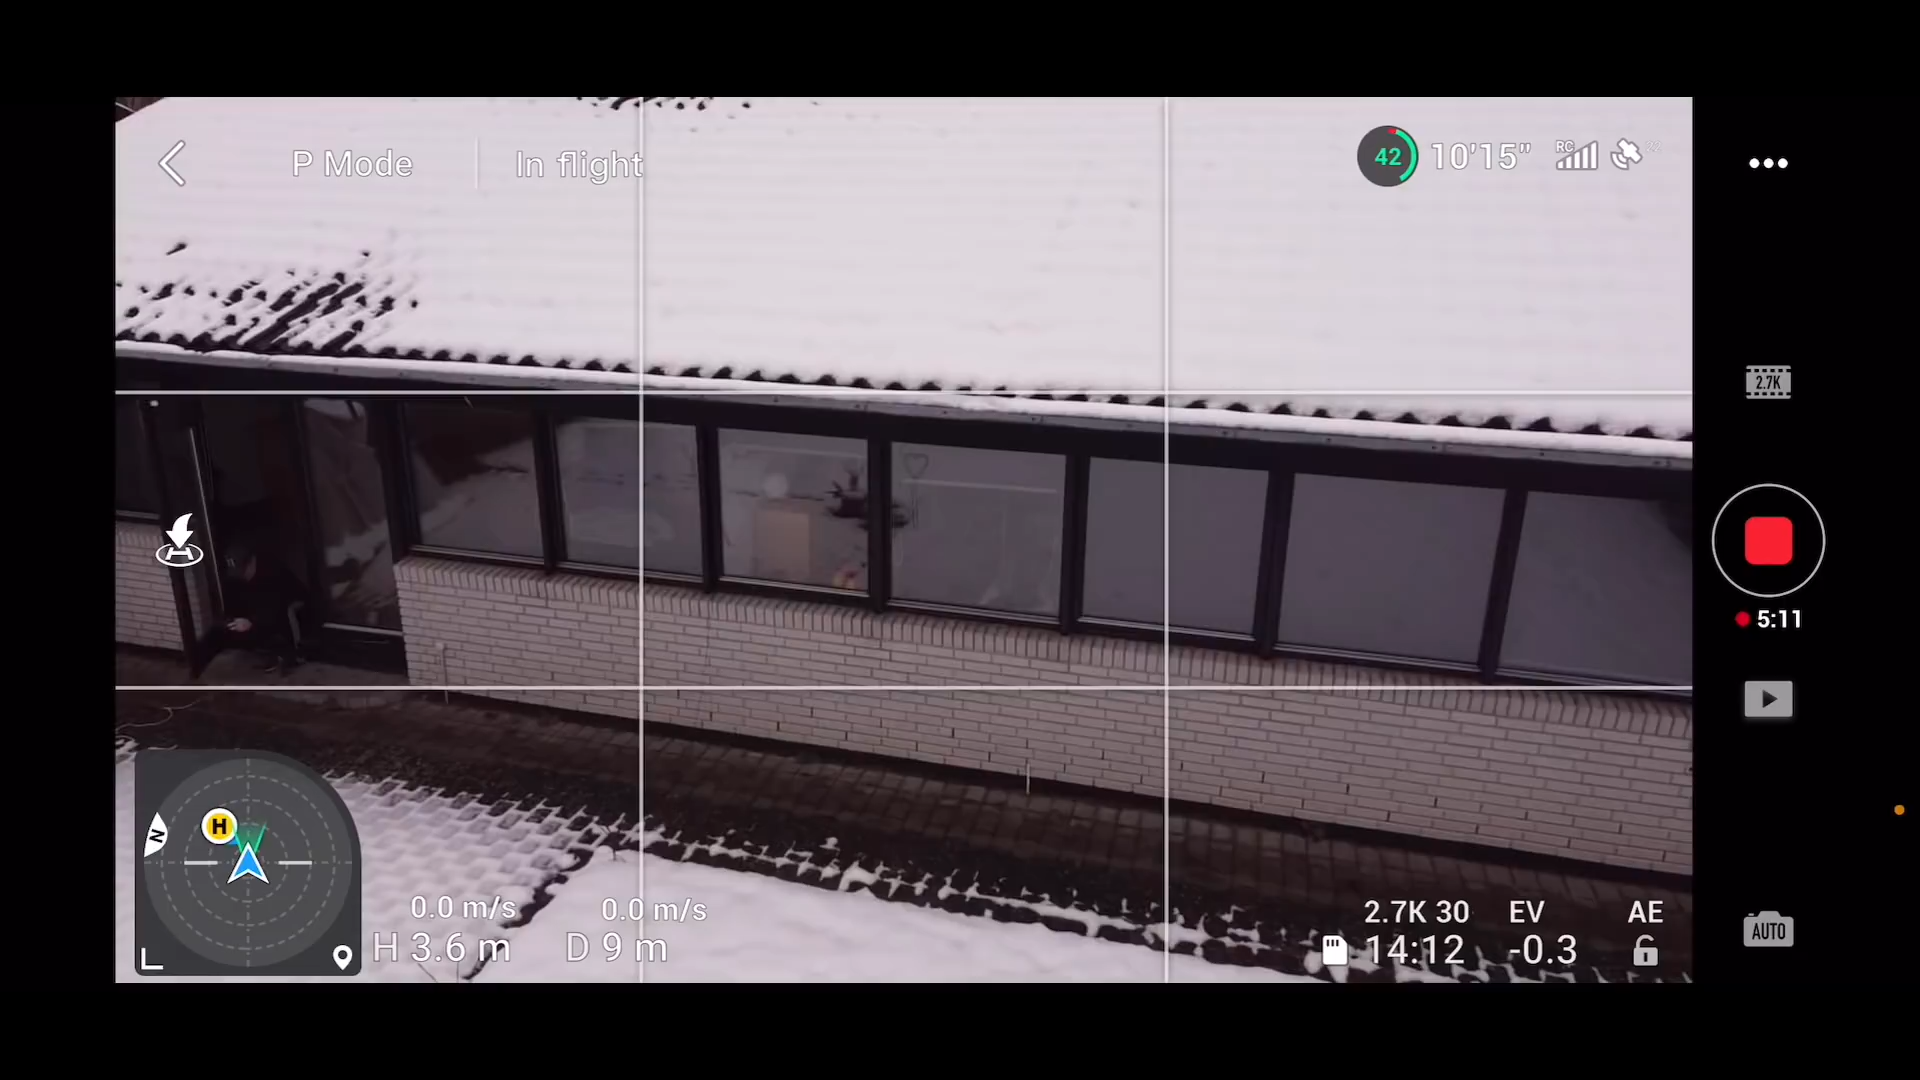 P Mode
In flight
42
10'15"
RC
22
2.7K
5:11
H
N
0.0 m/s
0.0 m/s
H 3.6 m
D 9 m
2.7K 30
EV
AE
14:12
-0.3
AUTO